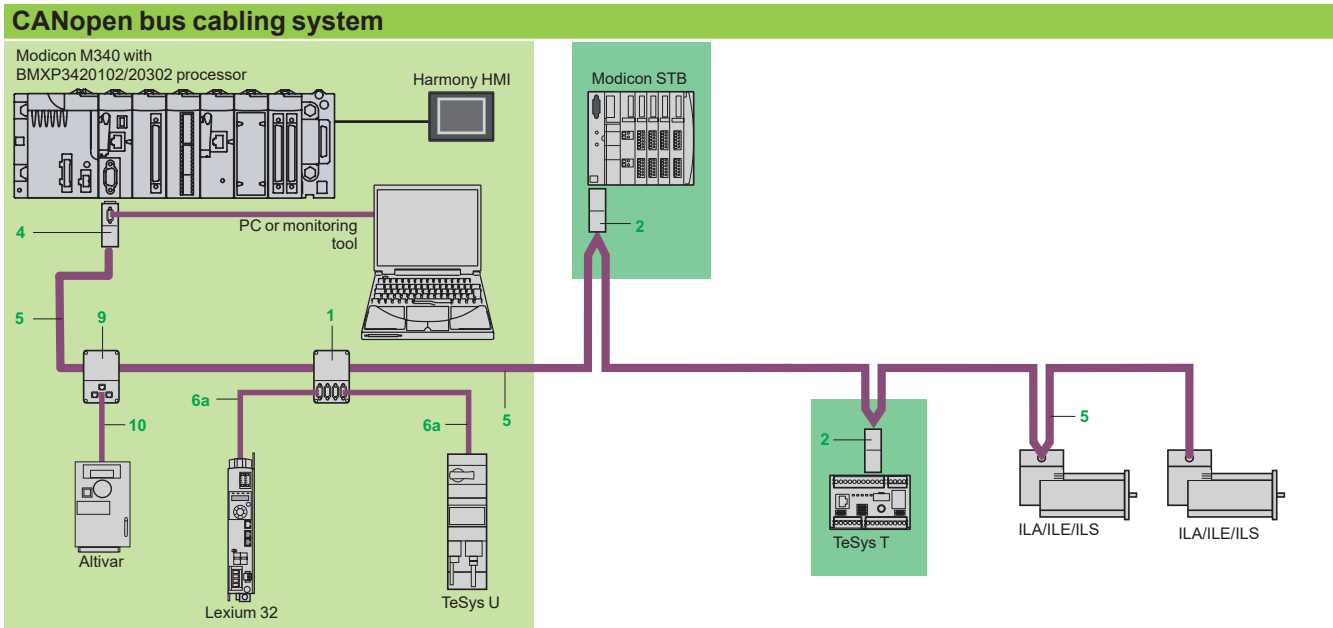 CANopen bus cabling system
Modicon M340 with
BMXP3420102/20302 processor
Harmony HMI
Modicon STB
PC or monitoring
tool
4
2
5
9
1
6a
6a
5
10
2
5
Altivar
Lexium 32
TeSys U
TeSys T
ILA/ILE/ILS
ILA/ILE/ILS